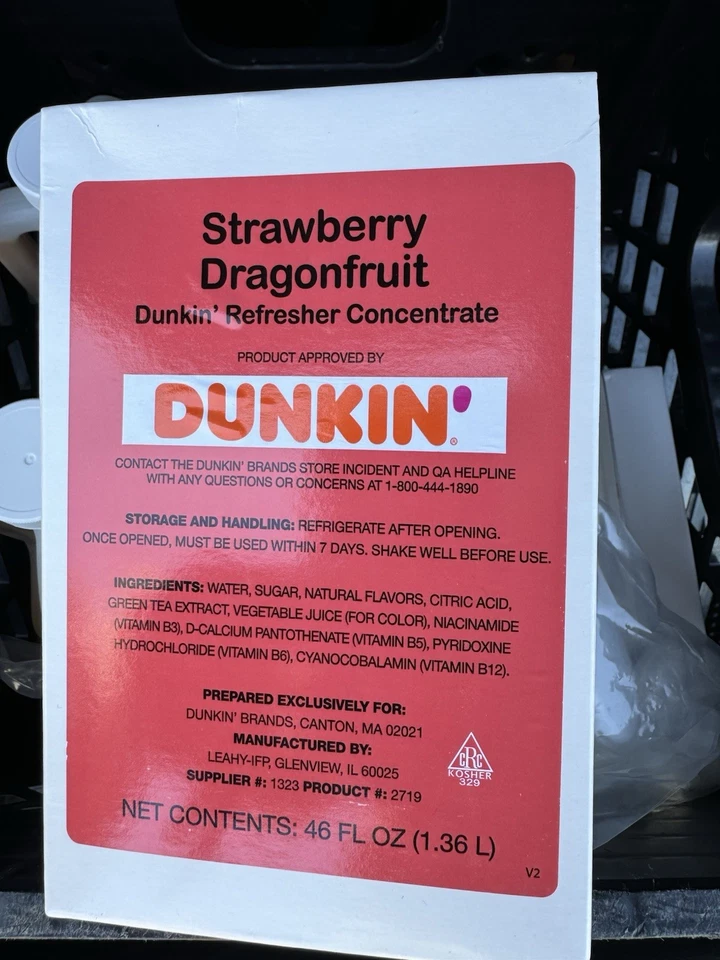 Strawberry
Dragonfruit
Dunkin' Refresher Concentrate
PRODUCT APPROVED BY
DUNKIN'®
CONTACT THE DUNKIN' BRANDS STORE INCIDENT AND QA HELPLINE
WITH ANY QUESTIONS OR CONCERNS AT 1-800-444-1890
STORAGE AND HANDLING: REFRIGERATE AFTER OPENING.
ONCE OPENED, MUST BE USED WITHIN 7 DAYS. SHAKE WELL BEFORE USE.
INGREDIENTS: WATER, SUGAR, NATURAL FLAVORS, CITRIC ACID,
GREEN TEA EXTRACT, VEGETABLE JUICE (FOR COLOR), NIACINAMIDE
(VITAMIN B3), D-CALCIUM PANTOTHENATE (VITAMIN B5), PYRIDOXINE
HYDROCHLORIDE (VITAMIN B6), CYANOCOBALAMIN (VITAMIN B12).
PREPARED EXCLUSIVELY FOR:
DUNKIN' BRANDS, CANTON, MA 02021
MANUFACTURED BY:
LEAHY-IFP, GLENVIEW, IL 60025
SUPPLIER #: 1323 PRODUCT #: 2719
cRc
KOSHER
329
NET CONTENTS: 46 FL OZ (1.36 L)
V2